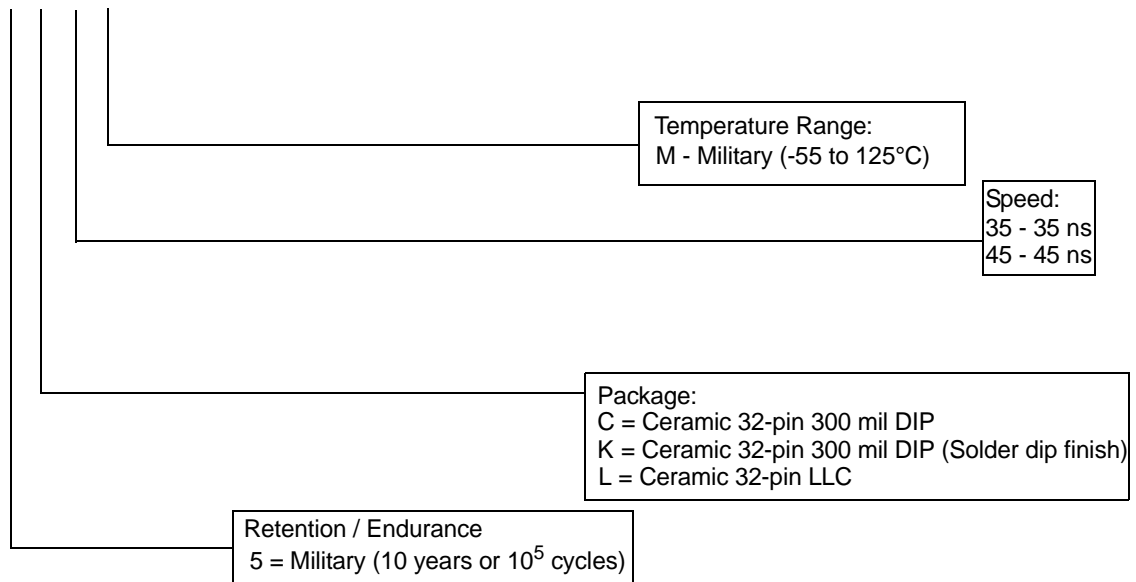 Temperature Range:
M - Military (-55 to 125°C)
Speed:
35 - 35 ns
45 - 45 ns
Package:
C = Ceramic 32-pin 300 mil DIP
K = Ceramic 32-pin 300 mil DIP (Solder dip finish)
L = Ceramic 32-pin LLC
Retention / Endurance
5 = Military (10 years or 10⁵ cycles)